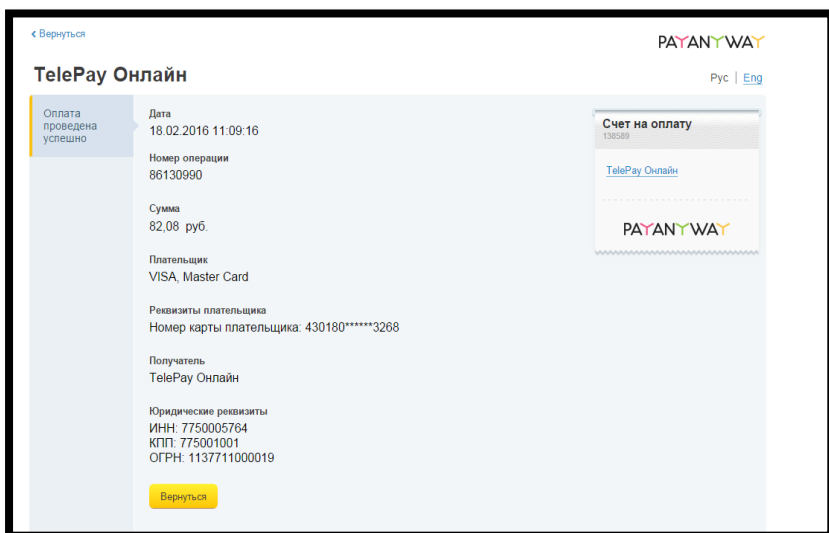 Вернуться
PAYANYWAY
TelePay Онлайн
Рус | Eng
Оплата
проведена
успешно
Дата
18.02.2016 11:09:16
Номер операции
86130990
Сумма
82,08 руб.
Плательщик
VISA, Master Card
Реквизиты плательщика
Номер карты плательщика: 430180******3268
Получатель
TelePay Онлайн
Юридические реквизиты
ИНН: 7750005764
КПП: 775001001
ОГРН: 1137711000019
Вернуться
Счет на оплату
138589
TelePay Онлайн
PAYANYWAY